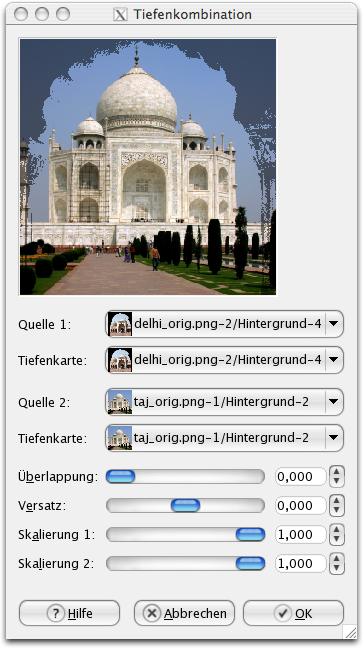 Tiefenkombination
Quelle 1: delhi_orig.png-2/Hintergrund-4
Tiefenkarte: delhi_orig.png-2/Hintergrund-4
Quelle 2: taj_orig.png-1/Hintergrund-2
Tiefenkarte: taj_orig.png-1/Hintergrund-2
Überlappung: 0,000
Versatz: 0,000
Skalierung 1: 1,000
Skalierung 2: 1,000
Hilfe Abbrechen OK